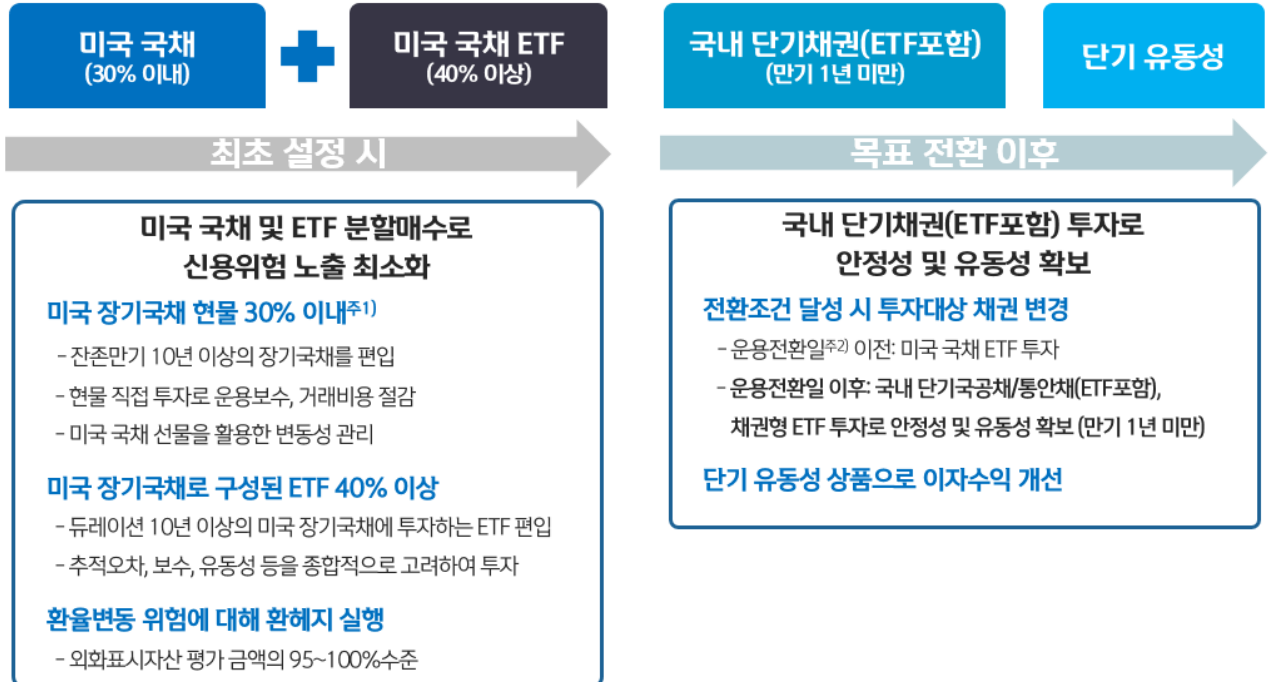 미국 국채
(30% 이내)
미국 국채 ETF
(40% 이상)
국내 단기채권(ETF포함)
(만기 1년 미만)
단기 유동성
최초 설정 시
목표 전환 이후
미국 국채 및 ETF 분할매수로
신용위험 노출 최소화
미국 장기국채 현물 30% 이내주1)
- 잔존만기 10년 이상의 장기국채를 편입
- 현물 직접 투자로 운용보수, 거래비용 절감
- 미국 국채 선물을 활용한 변동성 관리
미국 장기국채로 구성된 ETF 40% 이상
- 듀레이션 10년 이상의 미국 장기국채에 투자하는 ETF 편입
- 추적오차, 보수, 유동성 등을 종합적으로 고려하여 투자
환율변동 위험에 대해 환헤지 실행
- 외화표시자산 평가 금액의 95~100%수준
국내 단기채권(ETF포함) 투자로
안정성 및 유동성 확보
전환조건 달성 시 투자대상 채권 변경
- 운용전환일주2) 이전: 미국 국채 ETF 투자
- 운용전환일 이후: 국내 단기국공채/통안채(ETF포함),
채권형 ETF 투자로 안정성 및 유동성 확보 (만기 1년 미만)
단기 유동성 상품으로 이자수익 개선